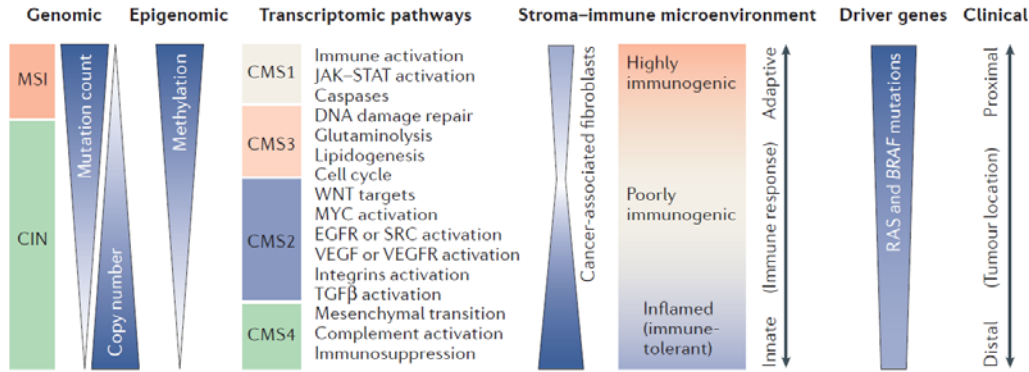 Genomic
Epigenomic
Transcriptomic pathways
Stroma–immune microenvironment
Driver genes
Clinical
MSI
CIN
Mutation count
Copy number
Methylation
CMS1
CMS3
CMS2
CMS4
Immune activation
JAK–STAT activation
Caspases
DNA damage repair
Glutaminolysis
Lipidogenesis
Cell cycle
WNT targets
MYC activation
EGFR or SRC activation
VEGF or VEGFR activation
Integrins activation
TGFβ activation
Mesenchymal transition
Complement activation
Immunosuppression
Cancer-associated fibroblasts
Highly
immunogenic
Poorly
immunogenic
Inflamed
(immune-
tolerant)
Innate (Immune response) Adaptive
RAS and BRAF mutations
Distal (Tumour location) Proximal